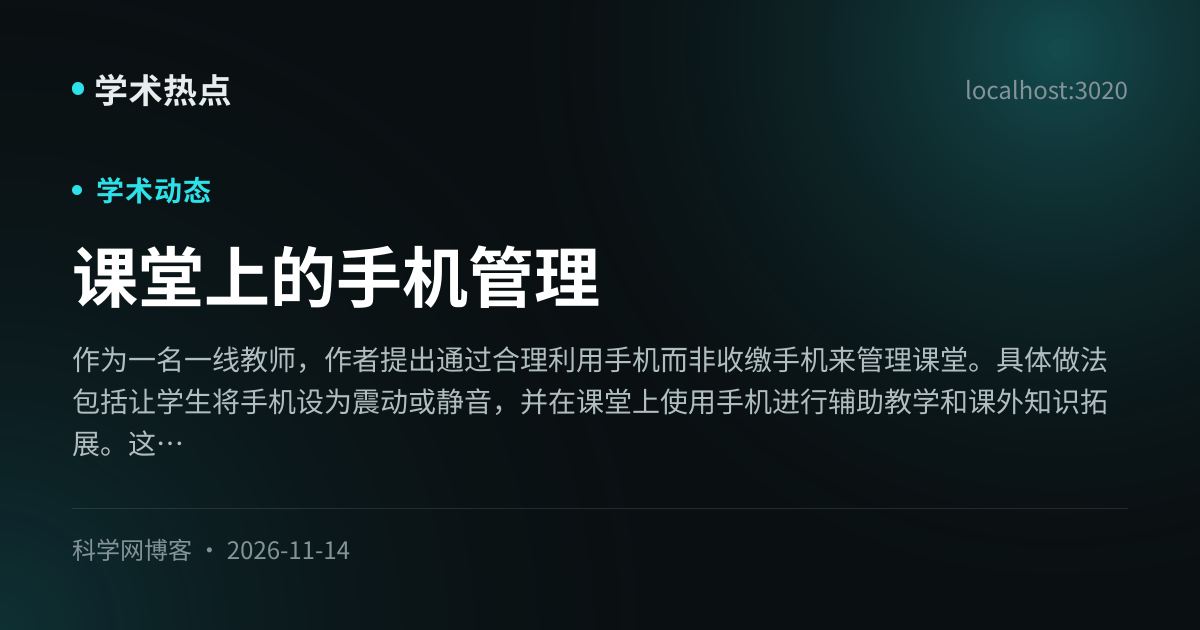 学术热点
localhost:3020
学术动态
课堂上的手机管理
作为一名一线教师，作者提出通过合理利用手机而非收缴手机来管理课堂。具体做法
包括让学生将手机设为震动或静音，并在课堂上使用手机进行辅助教学和课外知识拓
展。这…
科学网博客 • 2026-11-14